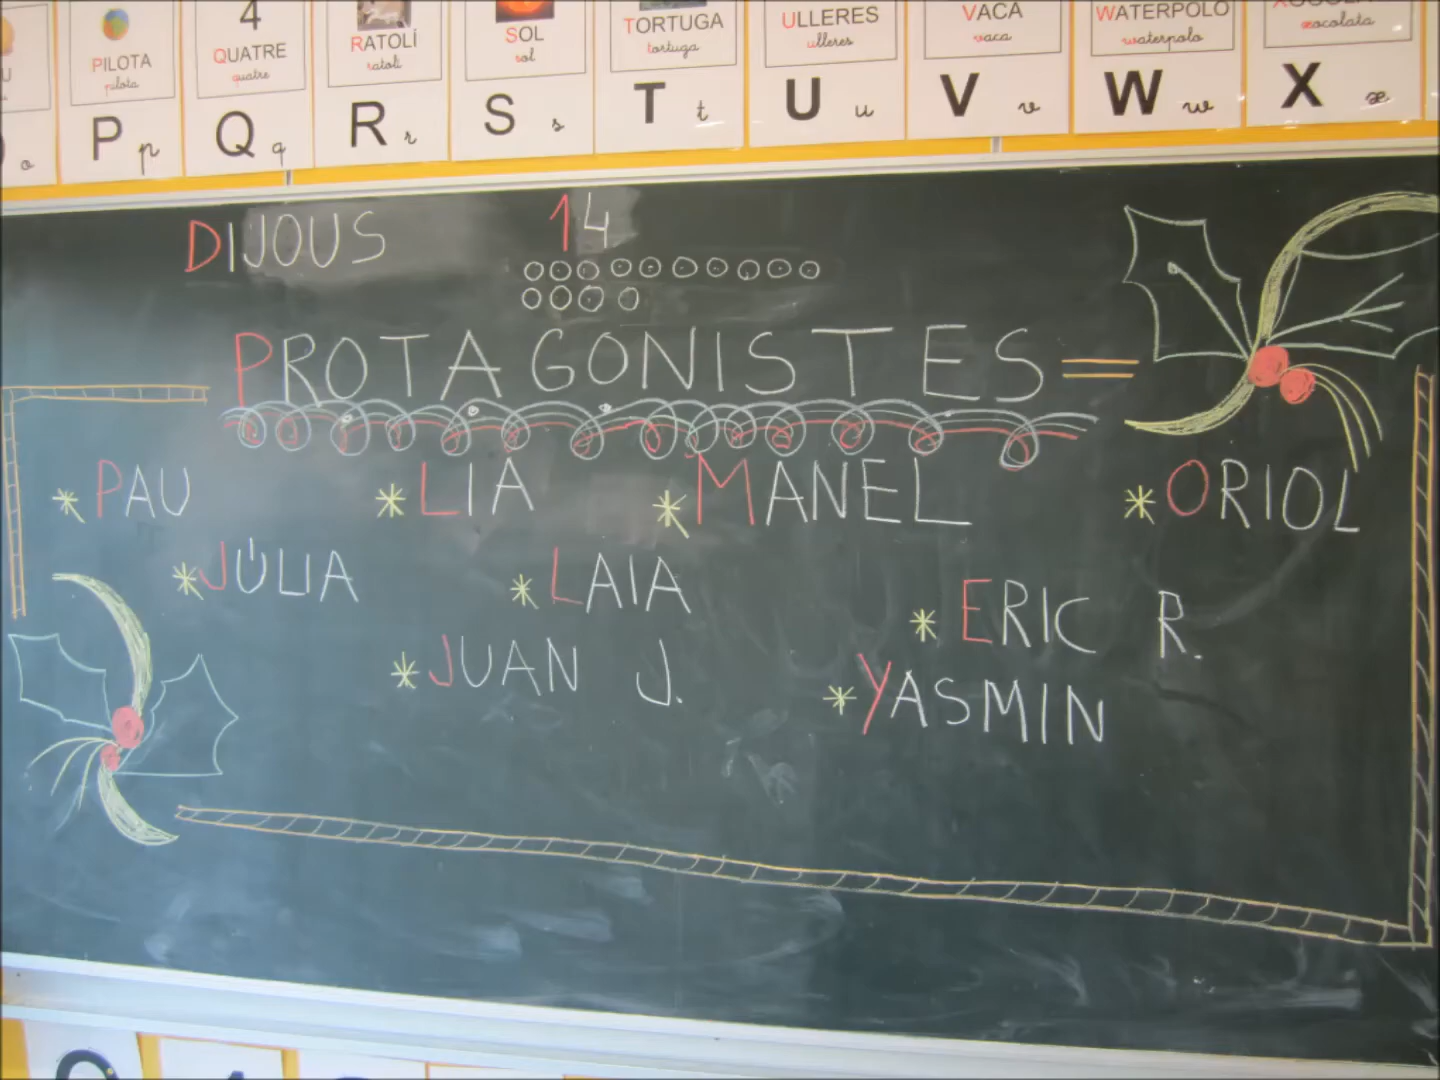 PILOTA
pilota
P p
4
QUATRE
quatre
Q q
RATOLÍ
ratolí
R r
SOL
sol
S s
TORTUGA
tortuga
T t
ULLERES
ulleres
U u
VACA
vaca
V v
WATERPOLO
waterpolo
W w
xocolata
X x
DIJOUS 14
PROTAGONISTES =
* PAU * LIA * MANEL * ORIOL
* JÚLIA * LAIA * ERIC R.
* JUAN J. * YASMIN